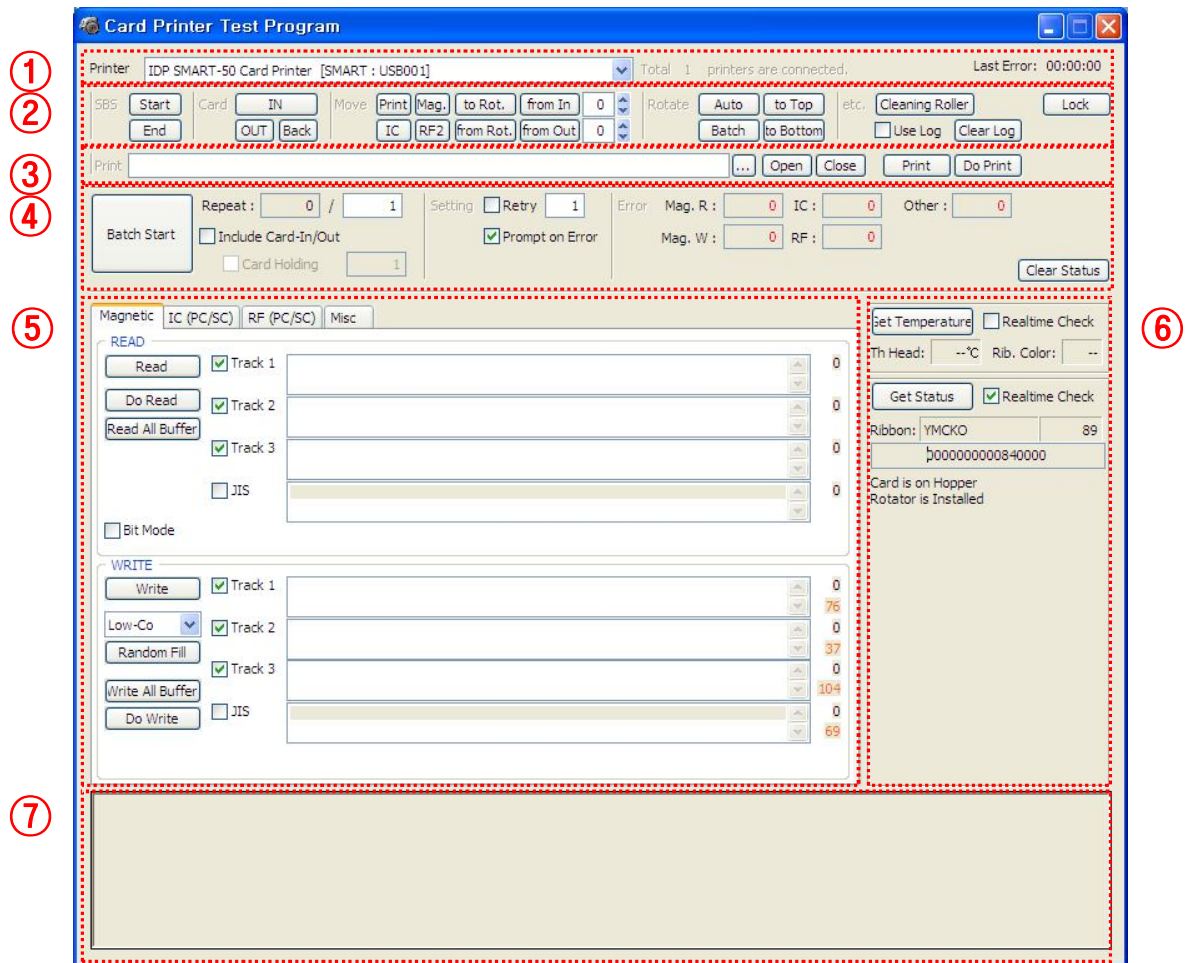 Card Printer Test Program
① Printer IDP SMART-50 Card Printer [SMART : USB001] Total 1 printers are connected. Last Error: 00:00:00
② SBS Start Card IN Move Print Mag. to Rot. from In 0 Rotate Auto to Top etc. Cleaning Roller Lock
End OUT Back IC RF2 from Rot. from Out 0 Batch to Bottom Use Log Clear Log
③ Print ... Open Close Print Do Print
④ Batch Start Repeat : 0 / 1 Setting Retry 1 Error Mag. R : 0 IC : 0 Other : 0
Include Card-In/Out Prompt on Error Mag. W : 0 RF : 0
Card Holding 1 Clear Status
⑤ Magnetic IC (PC/SC) RF (PC/SC) Misc
READ
Read Track 1 0
Do Read Track 2 0
Read All Buffer
Track 3 0
JIS 0
Bit Mode
WRITE
Write Track 1 0
76
Low-Co Track 2 0
Random Fill 37
Track 3 0
Write All Buffer 104
Do Write JIS 0
69
⑥ Get Temperature Realtime Check
Th Head: --°C Rib. Color: --
Get Status Realtime Check
Ribbon: YMCKO 89
0000000000840000
Card is on Hopper
Rotator is Installed
⑦